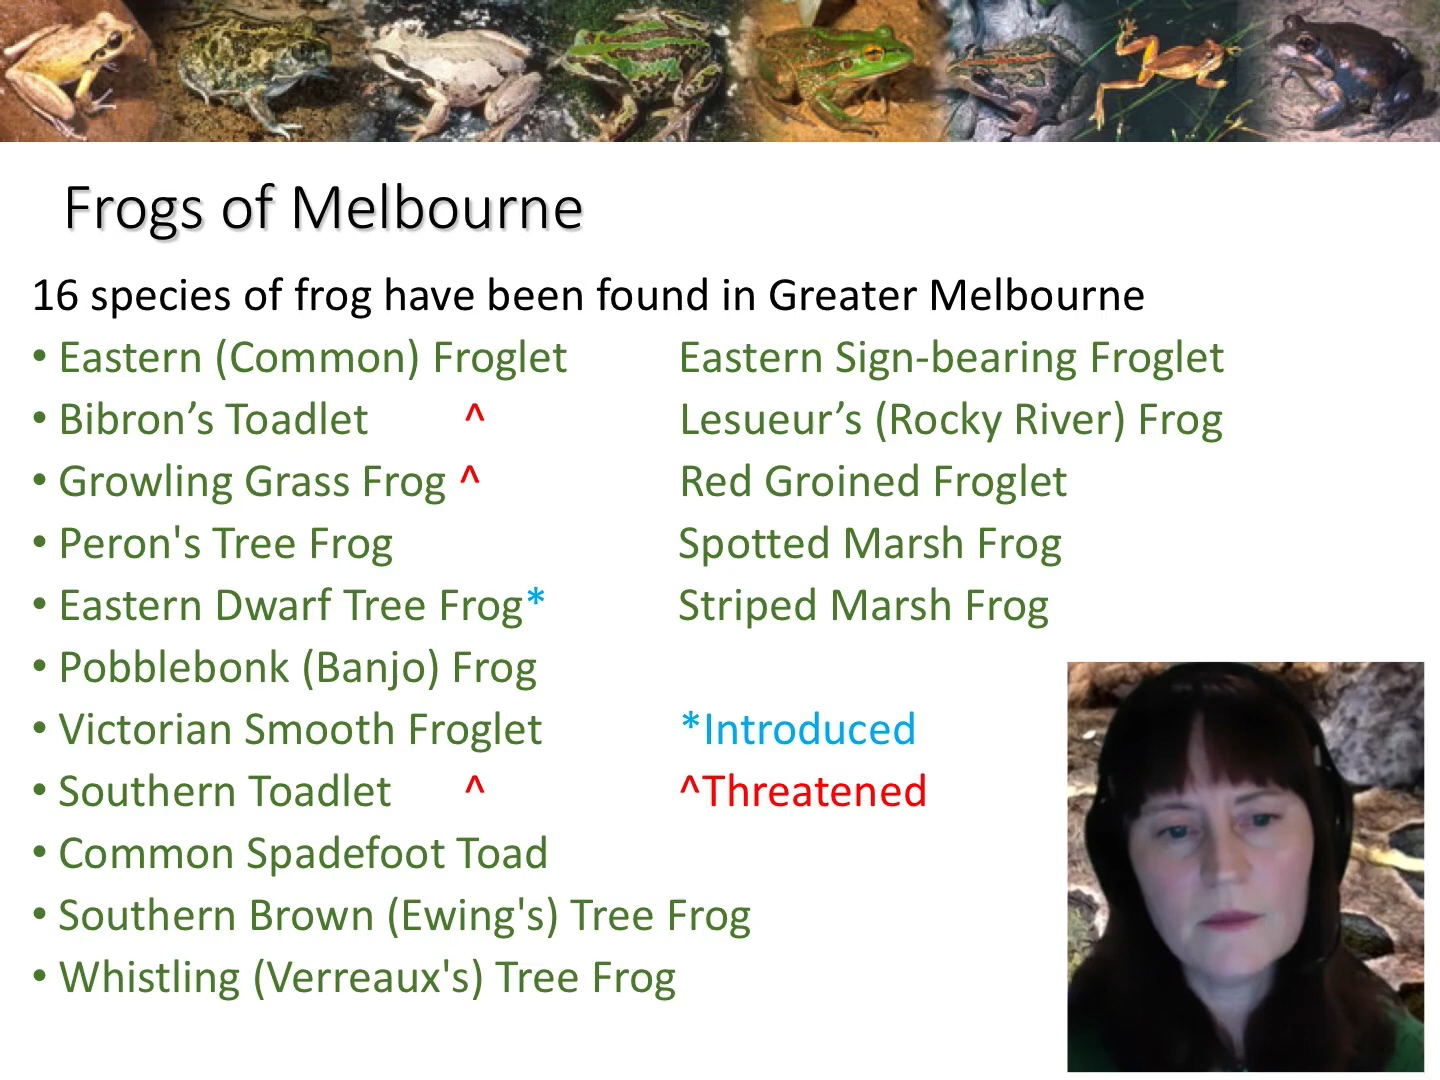 Frogs of Melbourne
16 species of frog have been found in Greater Melbourne
• Eastern (Common) Froglet Eastern Sign-bearing Froglet
• Bibron’s Toadlet ^ Lesueur’s (Rocky River) Frog
• Growling Grass Frog ^ Red Groined Froglet
• Peron's Tree Frog Spotted Marsh Frog
• Eastern Dwarf Tree Frog* Striped Marsh Frog
• Pobblebonk (Banjo) Frog
• Victorian Smooth Froglet *Introduced
• Southern Toadlet ^ ^Threatened
• Common Spadefoot Toad
• Southern Brown (Ewing's) Tree Frog
• Whistling (Verreaux's) Tree Frog